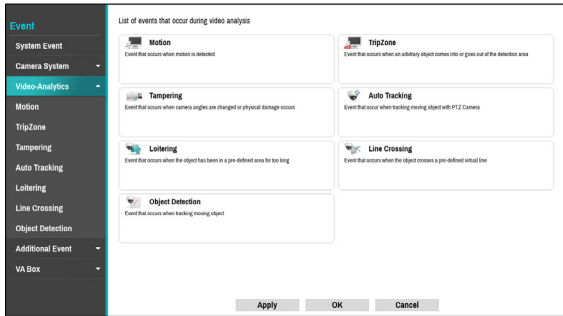 Event
System Event
Camera System
Video-Analytics
Motion
TripZone
Tampering
Auto Tracking
Loitering
Line Crossing
Object Detection
Additional Event
VA Box
List of events that occur during video analysis
Motion
Event that occurs when motion is detected
TripZone
Event that occurs when an arbitrary object comes into or goes out of the detection area
Tampering
Event that occurs when camera angles are changed or physical damage occurs
Auto Tracking
Event that occur when tracking moving object with PTZ Camera
Loitering
Event that occurs when the object has been in a pre-defined area for too long
Line Crossing
Event that occurs when the object crosses a pre-defined virtual line
Object Detection
Event that occurs when tracking moving object
Apply
OK
Cancel